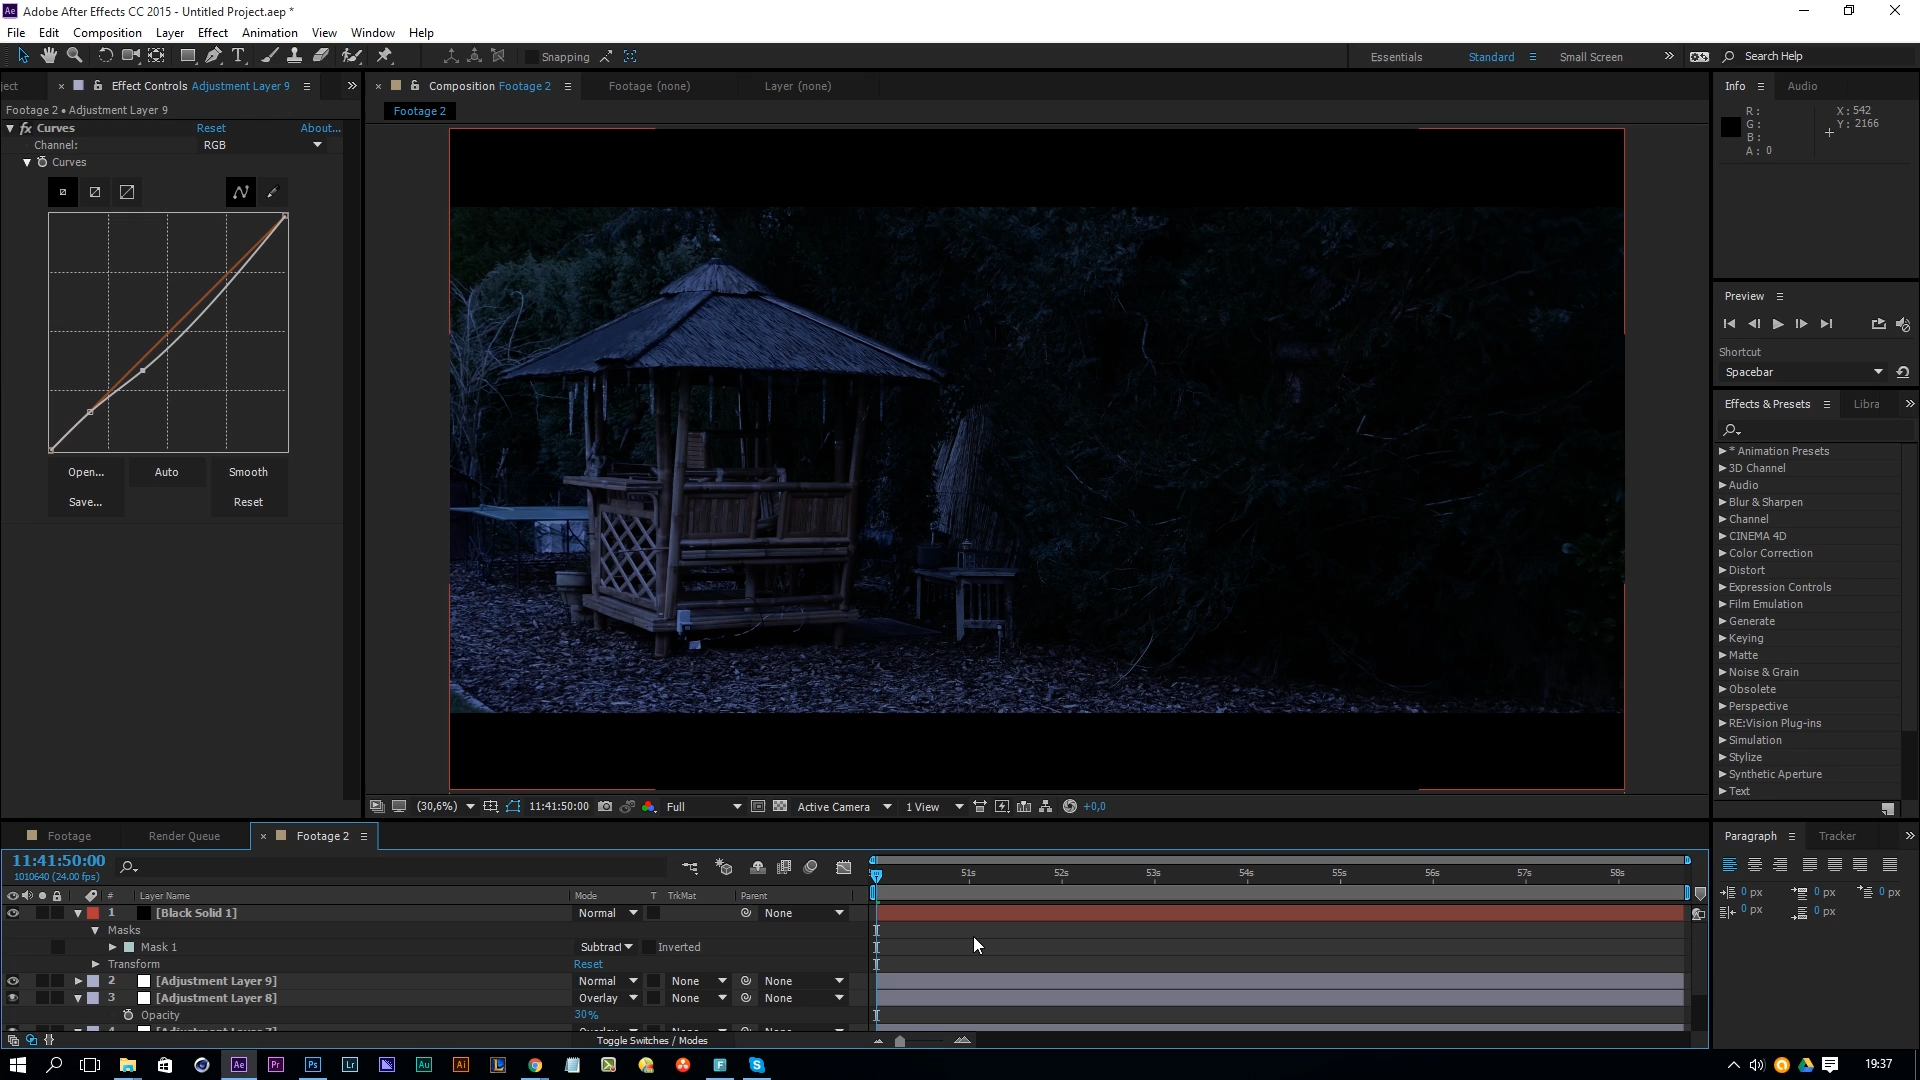 Adobe After Effects CC 2015 - Untitled Project.aep *
File Edit Composition Layer Effect Animation View Window Help
Snapping
Essentials Standard Small Screen Search Help
ject Effect Controls Adjustment Layer 9
Composition Footage 2 Footage (none) Layer (none)
Info Audio
Footage 2 • Adjustment Layer 9
Footage 2
fx Curves Reset About...
Channel: RGB
Curves
R :
G :
B :
A : 0
X : 542
Y : 2166
Preview
Shortcut
Spacebar
Effects & Presets Libra
* Animation Presets
3D Channel
Audio
Blur & Sharpen
Channel
CINEMA 4D
Color Correction
Distort
Expression Controls
Film Emulation
Generate
Keying
Matte
Noise & Grain
Obsolete
Perspective
RE:Vision Plug-ins
Simulation
Stylize
Synthetic Aperture
Text
Open... Auto Smooth
Save... Reset
(30,6%) 11:41:50:00 Full Active Camera 1 View +0,0
Footage Render Queue Footage 2
Paragraph Tracker
11:41:50:00
1010640 (24.00 fps)
51s 52s 53s 54s 55s 56s 57s 58s
# Layer Name Mode T TrkMat Parent
1 [Black Solid 1] Normal None
Masks
Mask 1 Subtract Inverted
Transform Reset
2 [Adjustment Layer 9] Normal None None
3 [Adjustment Layer 8] Overlay None None
Opacity 30%
Toggle Switches / Modes
0 px 0 px 0 px
0 px 0 px
Ae Pr Ps Lr Au Ai
19:37